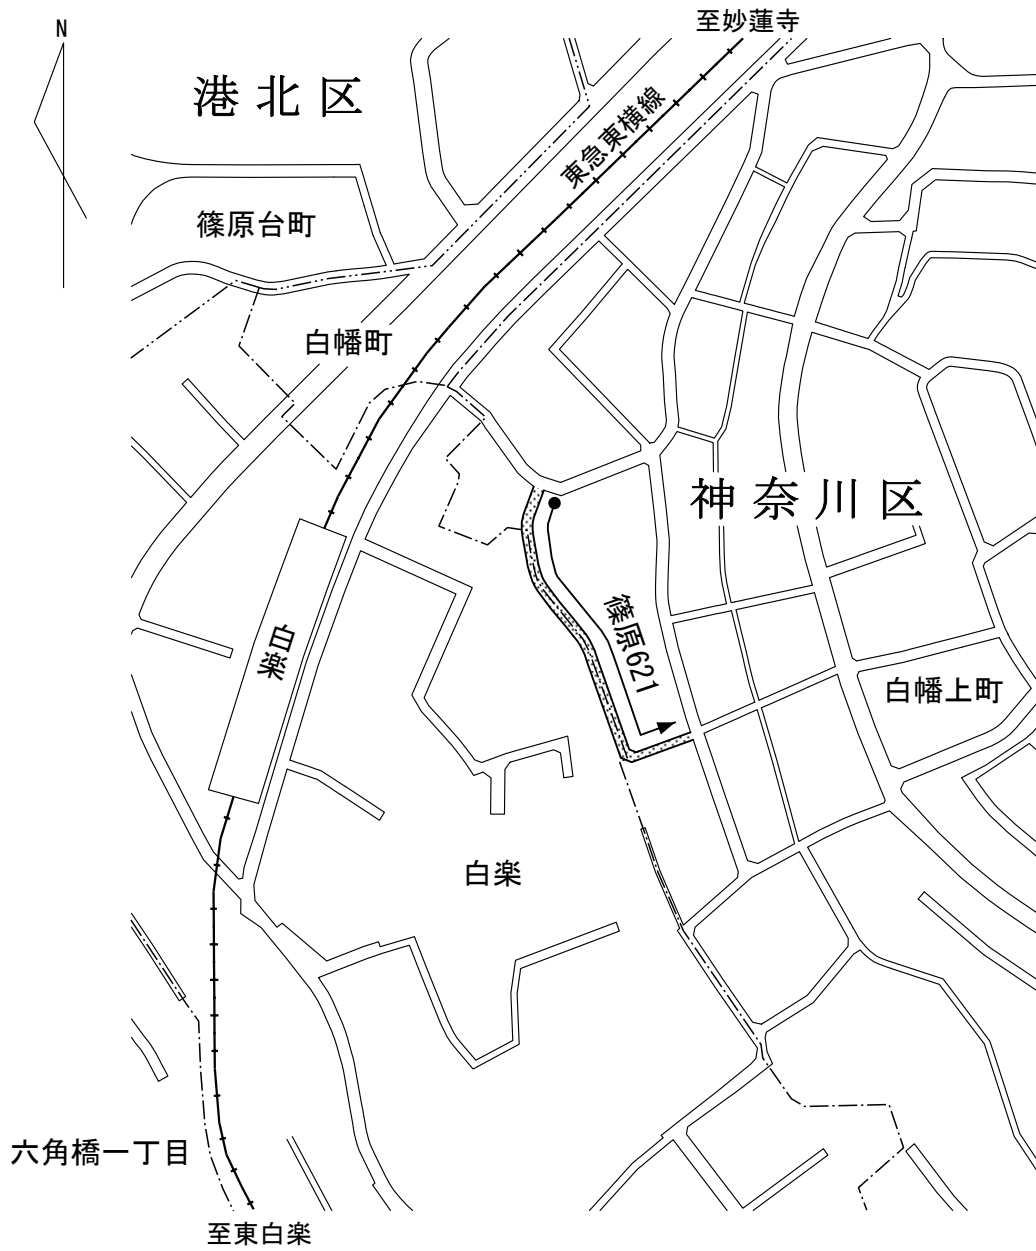 至妙蓮寺
N
港北区
東急東横線
篠原台町
白幡町
神奈川区
篠原621
白楽
白幡上町
白楽
六角橋一丁目
至東白楽